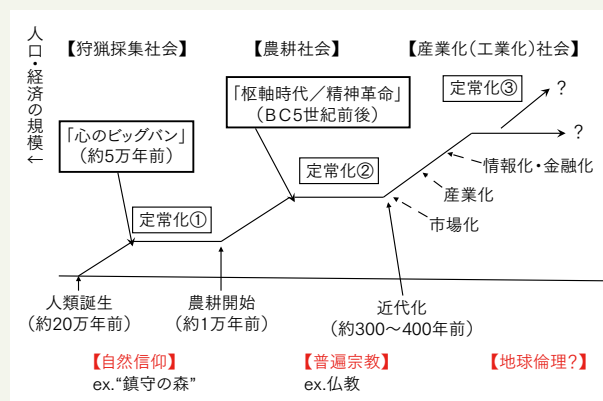 人口・経済の規模←
【狩猟採集社会】
【農耕社会】
【産業化(工業化)社会】
「心のビッグバン」
(約5万年前)
「枢軸時代/精神革命」
(BC5世紀前後)
定常化①
定常化②
定常化③
?
?
情報化・金融化
産業化
市場化
人類誕生
(約20万年前)
農耕開始
(約1万年前)
近代化
(約300〜400年前)
【自然信仰】
ex.“鎮守の森”
【普遍宗教】
ex.仏教
【地球倫理?】